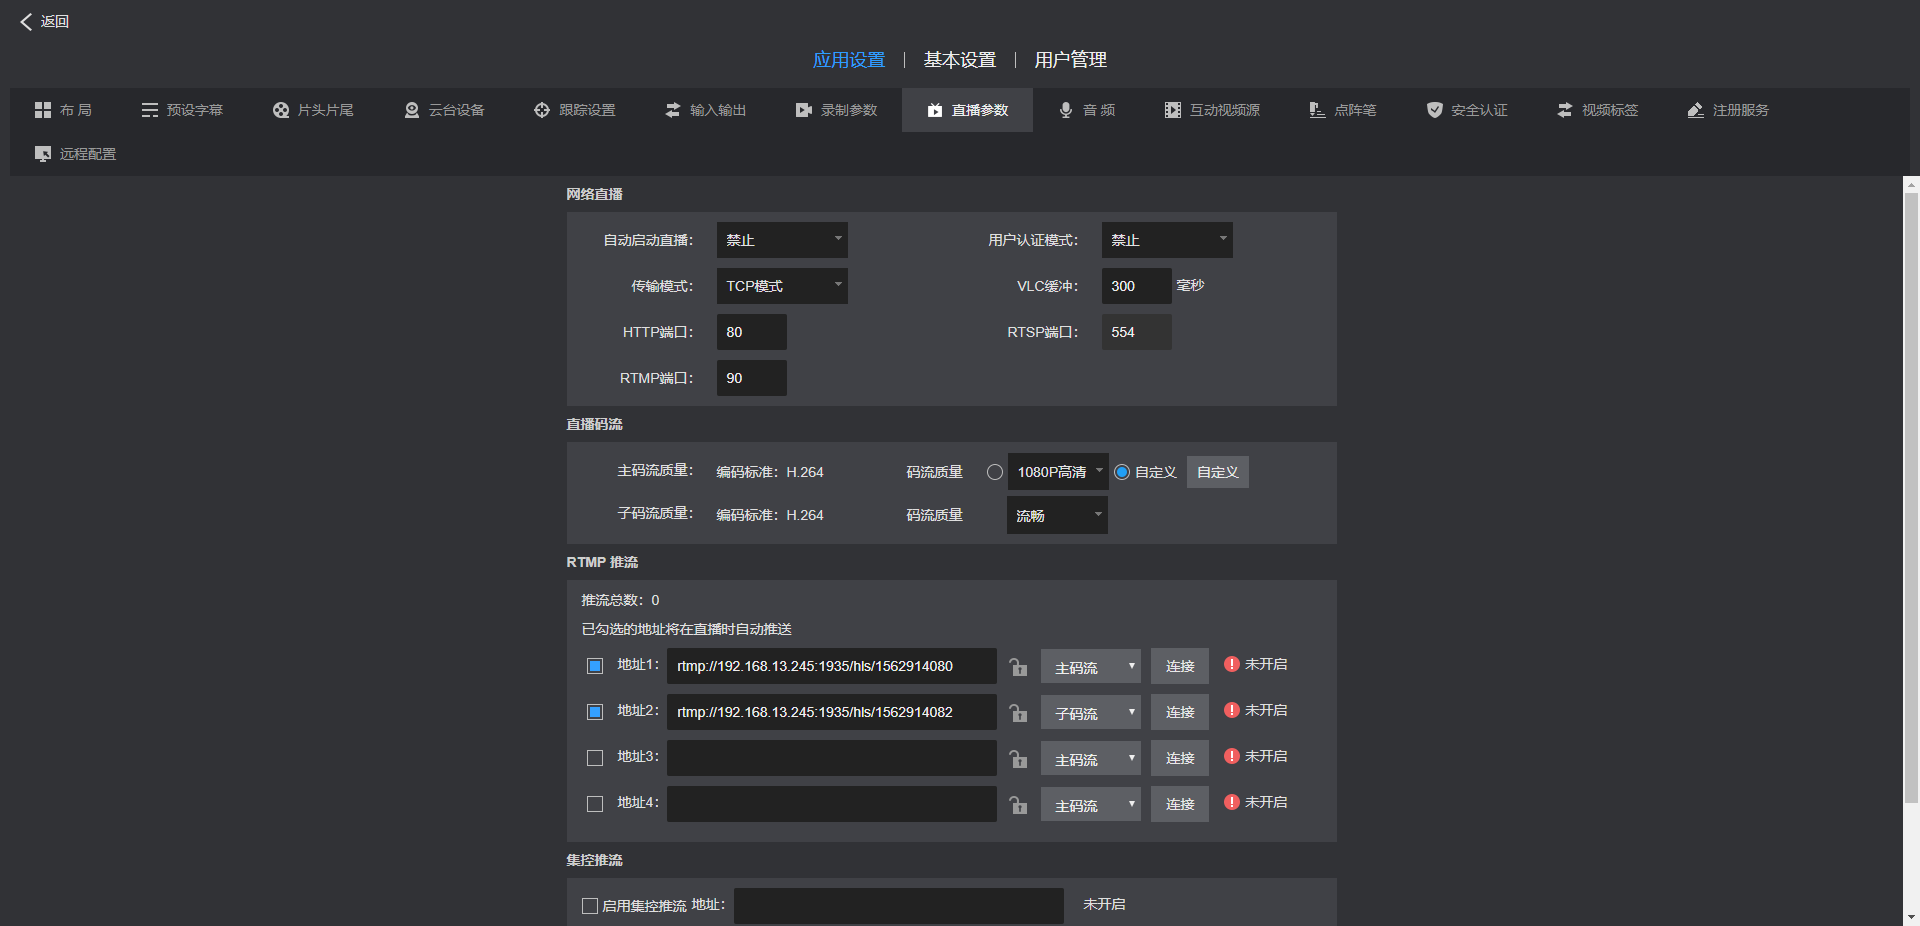 返回
应用设置 | 基本设置 | 用户管理
布 局 预设字幕 片头片尾 云台设备 跟踪设置 输入输出 录制参数 直播参数 音 频 互动视频源 点阵笔 安全认证 视频标签 注册服务
远程配置
网络直播
自动启动直播： 禁止 用户认证模式： 禁止
传输模式： TCP模式 VLC缓冲： 300 毫秒
HTTP端口： 80 RTSP端口： 554
RTMP端口： 90
直播码流
主码流质量： 编码标准：H.264 码流质量 1080P高清 自定义 自定义
子码流质量： 编码标准：H.264 码流质量 流畅
RTMP 推流
推流总数：0
已勾选的地址将在直播时自动推送
地址1： rtmp://192.168.13.245:1935/hls/1562914080 主码流 连接 未开启
地址2： rtmp://192.168.13.245:1935/hls/1562914082 子码流 连接 未开启
地址3： 主码流 连接 未开启
地址4： 主码流 连接 未开启
集控推流
启用集控推流 地址： 未开启